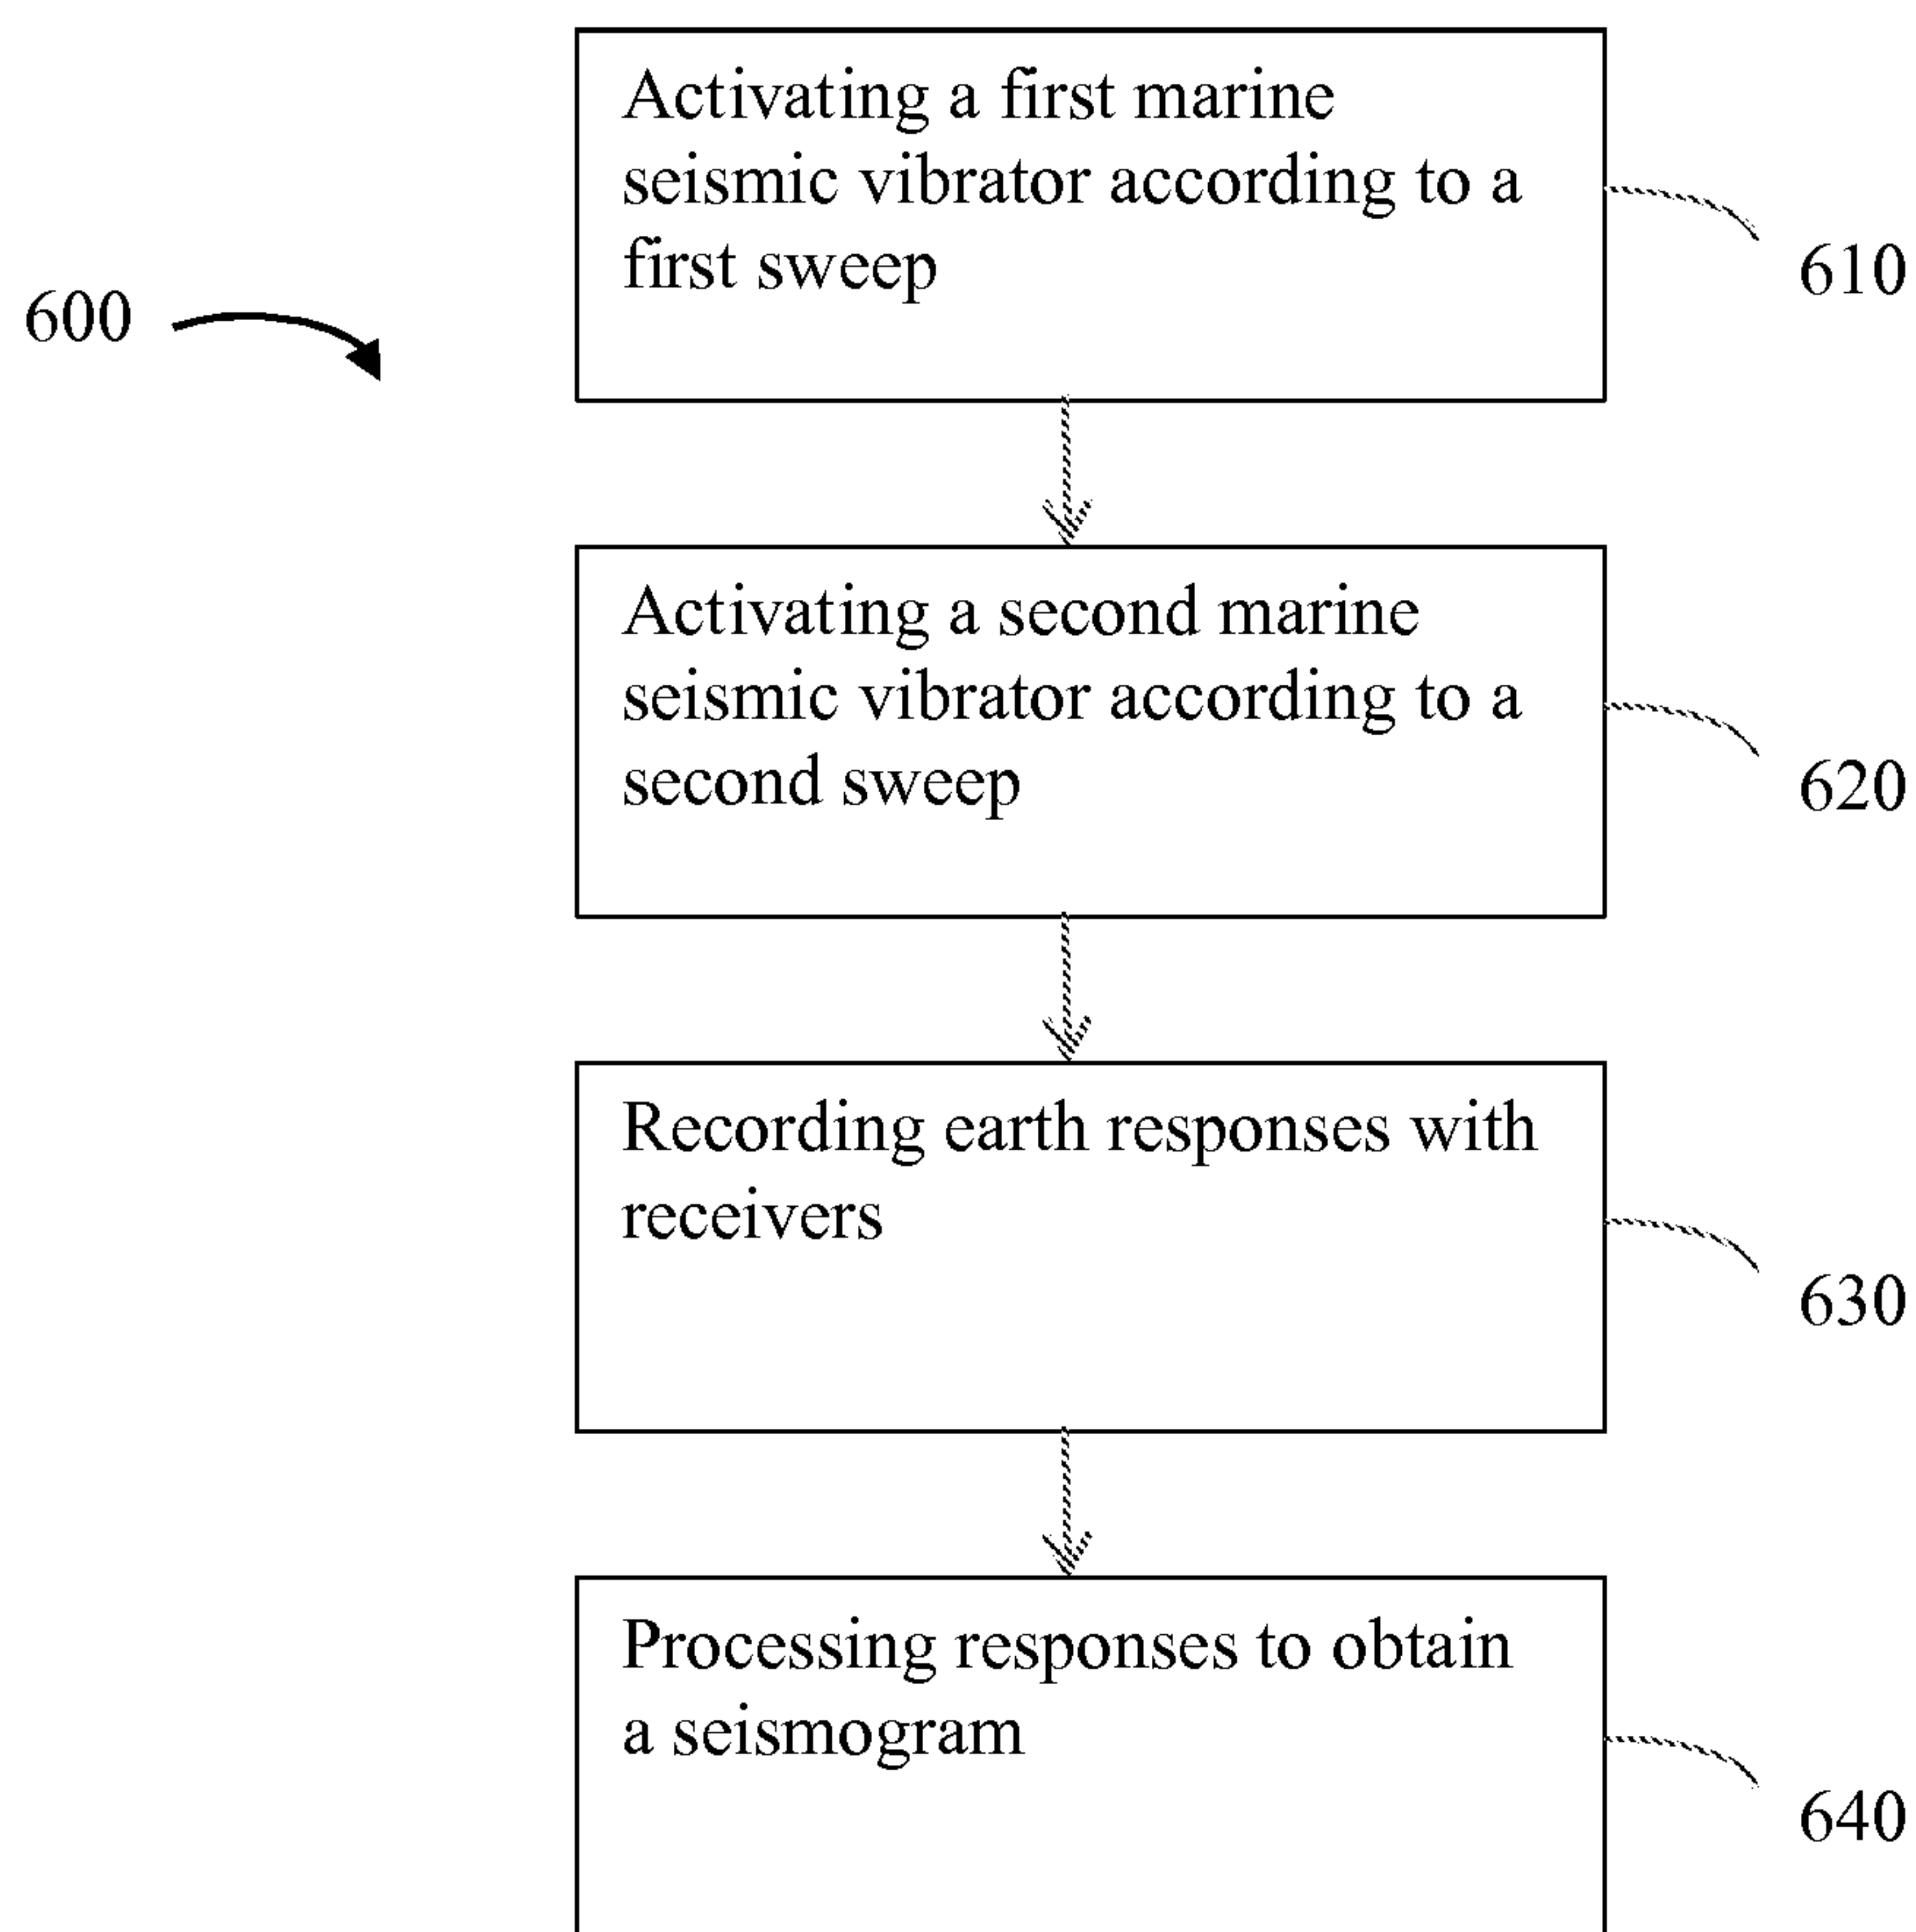 Activating a first marine
seismic vibrator according to a
first sweep
610
600
Activating a second marine
seismic vibrator according to a
second sweep
620
Recording earth responses with
receivers
630
Processing responses to obtain
a seismogram
640